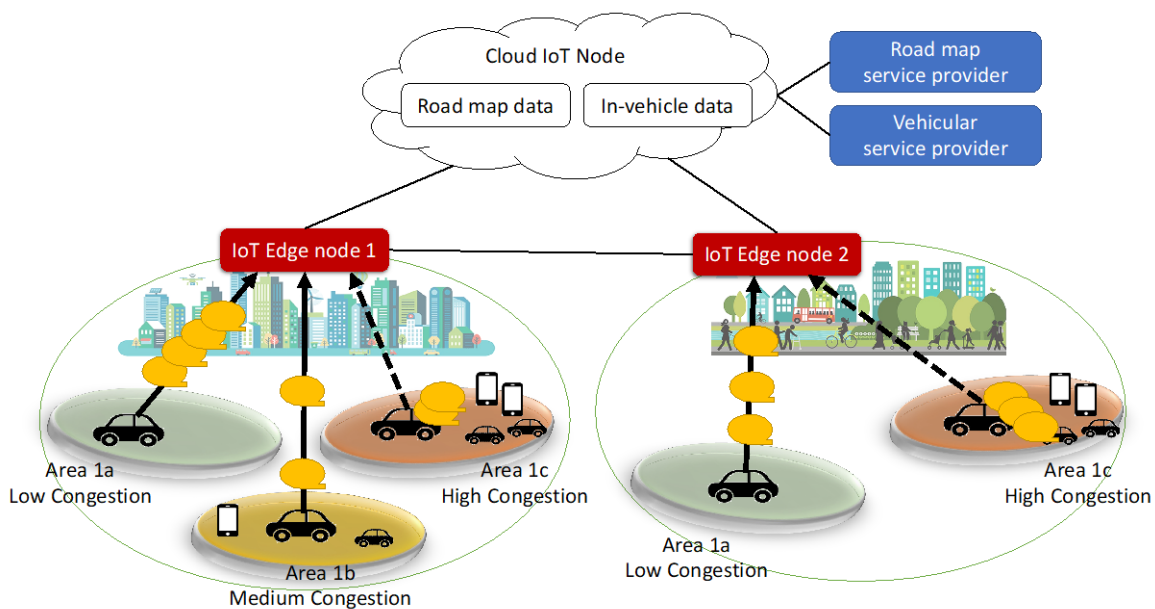 Cloud IoT Node
Road map data
In-vehicle data
Road map
service provider
Vehicular
service provider
IoT Edge node 1
IoT Edge node 2
Area 1a
Low Congestion
Area 1c
High Congestion
Area 1b
Medium Congestion
Area 1a
Low Congestion
Area 1c
High Congestion